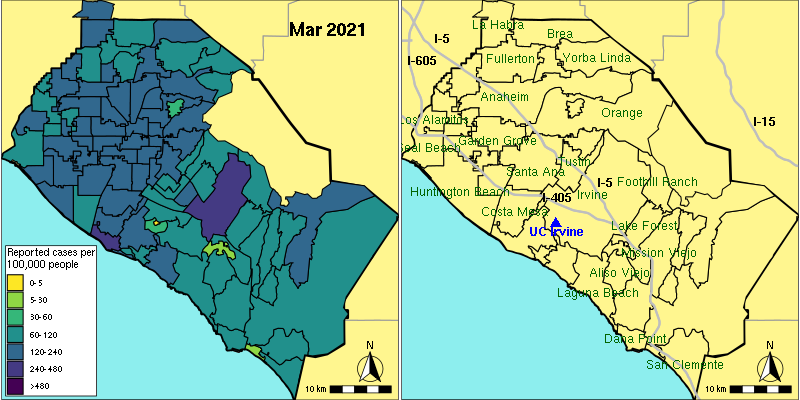 Mar 2021
Reported cases per
100,000 people
0-5
5-30
30-60
60-120
120-240
240-480
>480
N
10 km
La Habra
Brea
I-5
I-605
Fullerton
Yorba Linda
Anaheim
Orange
I-15
Los Alamitos
Garden Grove
Seal Beach
Tustin
Santa Ana
I-5
Foothill Ranch
Huntington Beach
I-405
Irvine
Costa Mesa
UC Irvine
Lake Forest
Mission Viejo
Aliso Viejo
Laguna Beach
Dana Point
San Clemente
N
10 km